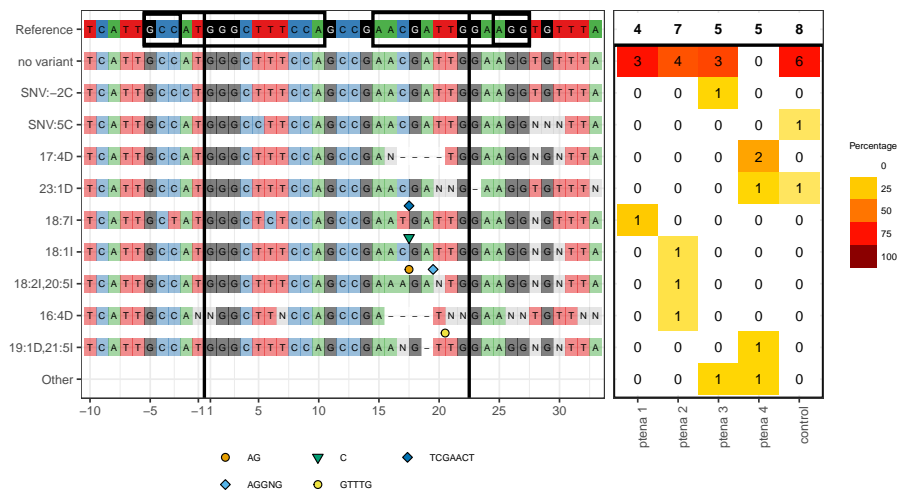 Reference T C A T T G C C A T G G G C T T T C C A G C C G A A C G A T T G G A A G G T G T T T A 4 7 5 5 8
no variant T C A T T G C C A T G G G C T T T C C A G C C G A A C G A T T G G A A G G T G T T T A 3 4 3 0 6
SNV:−2C T C A T T G C C C T G G G C T T T C C A G C C G A A C G A T T G G A A G G T G T T T A 0 0 1 0 0
SNV:5C T C A T T G C C A T G G G C C T T C C A G C C G A A C G A T T G G A A G G N N N T T A 0 0 0 0 1
17:4D T C A T T G C C A T G G G C T T T C C A G C C G A N – – – – T G G A A G G N G N T T A 0 0 0 2 0
23:1D T C A T T G C C A T G G G C T T T C C A G C C G A A C G A N N G – A A G G T G T T T N 0 0 0 1 1
18:7I T C A T T G C T A T G G G C T C T C C A G C C G A A T G A T T G G A A G G N G T T T A 1 0 0 0 0
18:1I T C A T T G C C A T G G G C T T T C C A G C C G A A C G A T T G G A A G G N G N T T A 0 1 0 0 0
18:2I,20:5I T C A T T G C C A T G G G C T T T C C A G C C G A A A G A N T G G A A G G N G N T T A 0 1 0 0 0
16:4D T C A T T G C C A N N G G C T T N C C A G C C G A – – – – T N N G A A N N T G T T N N 0 1 0 0 0
19:1D,21:5I T C A T T G C C A T G G G C T T T C C A G C C G A A N G – T T G G A A G G N G N T T A 0 0 0 1 0
Other 0 0 1 1 0
−10 −5 −1 1 5 10 15 20 25 30
ptena 1
ptena 2
ptena 3
ptena 4
control
Percentage
0
25
50
75
100
AG C TCGAACT
AGGNG GTTTG